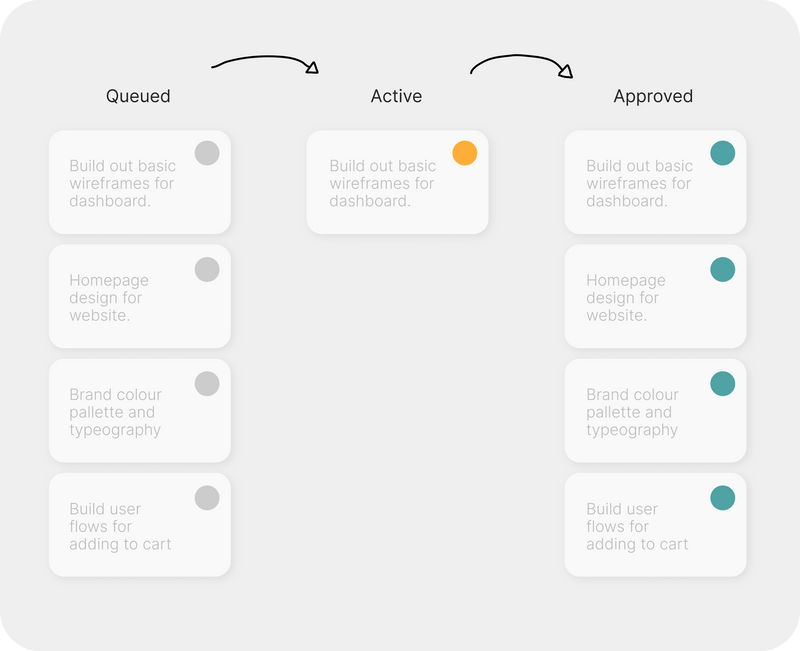 Queued
Active
Approved
Build out basic
wireframes for
dashboard.
Homepage
design for
website.
Brand colour
pallette and
typeography
Build user
flows for
adding to cart
Build out basic
wireframes for
dashboard.
Build out basic
wireframes for
dashboard.
Homepage
design for
website.
Brand colour
pallette and
typeography
Build user
flows for
adding to cart